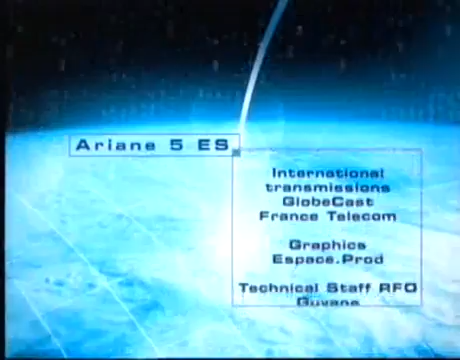 Ariane 5 ES
International
transmissions
GlobeCast
France Telecom
Graphics
Espace.Prod
Technical Staff RFO
Guyane